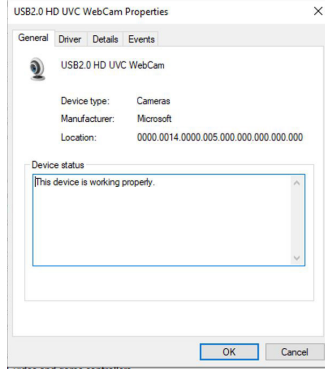 USB2.0 HD UVC WebCam Properties
General Driver Details Events
USB2.0 HD UVC WebCam
Device type: Cameras
Manufacturer: Microsoft
Location: 0000.0014.0000.005.000.000.000.000.000
Device status
This device is working properly.
OK Cancel